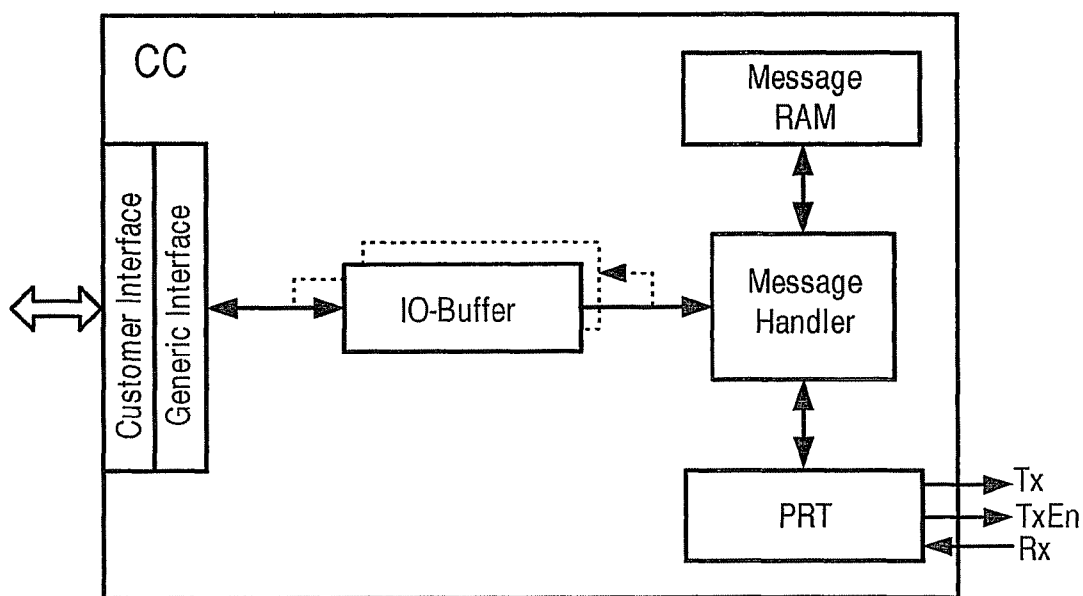 CC
Message
RAM
Customer Interface
Generic Interface
IO-Buffer
Message
Handler
PRT
Tx
TxEn
Rx